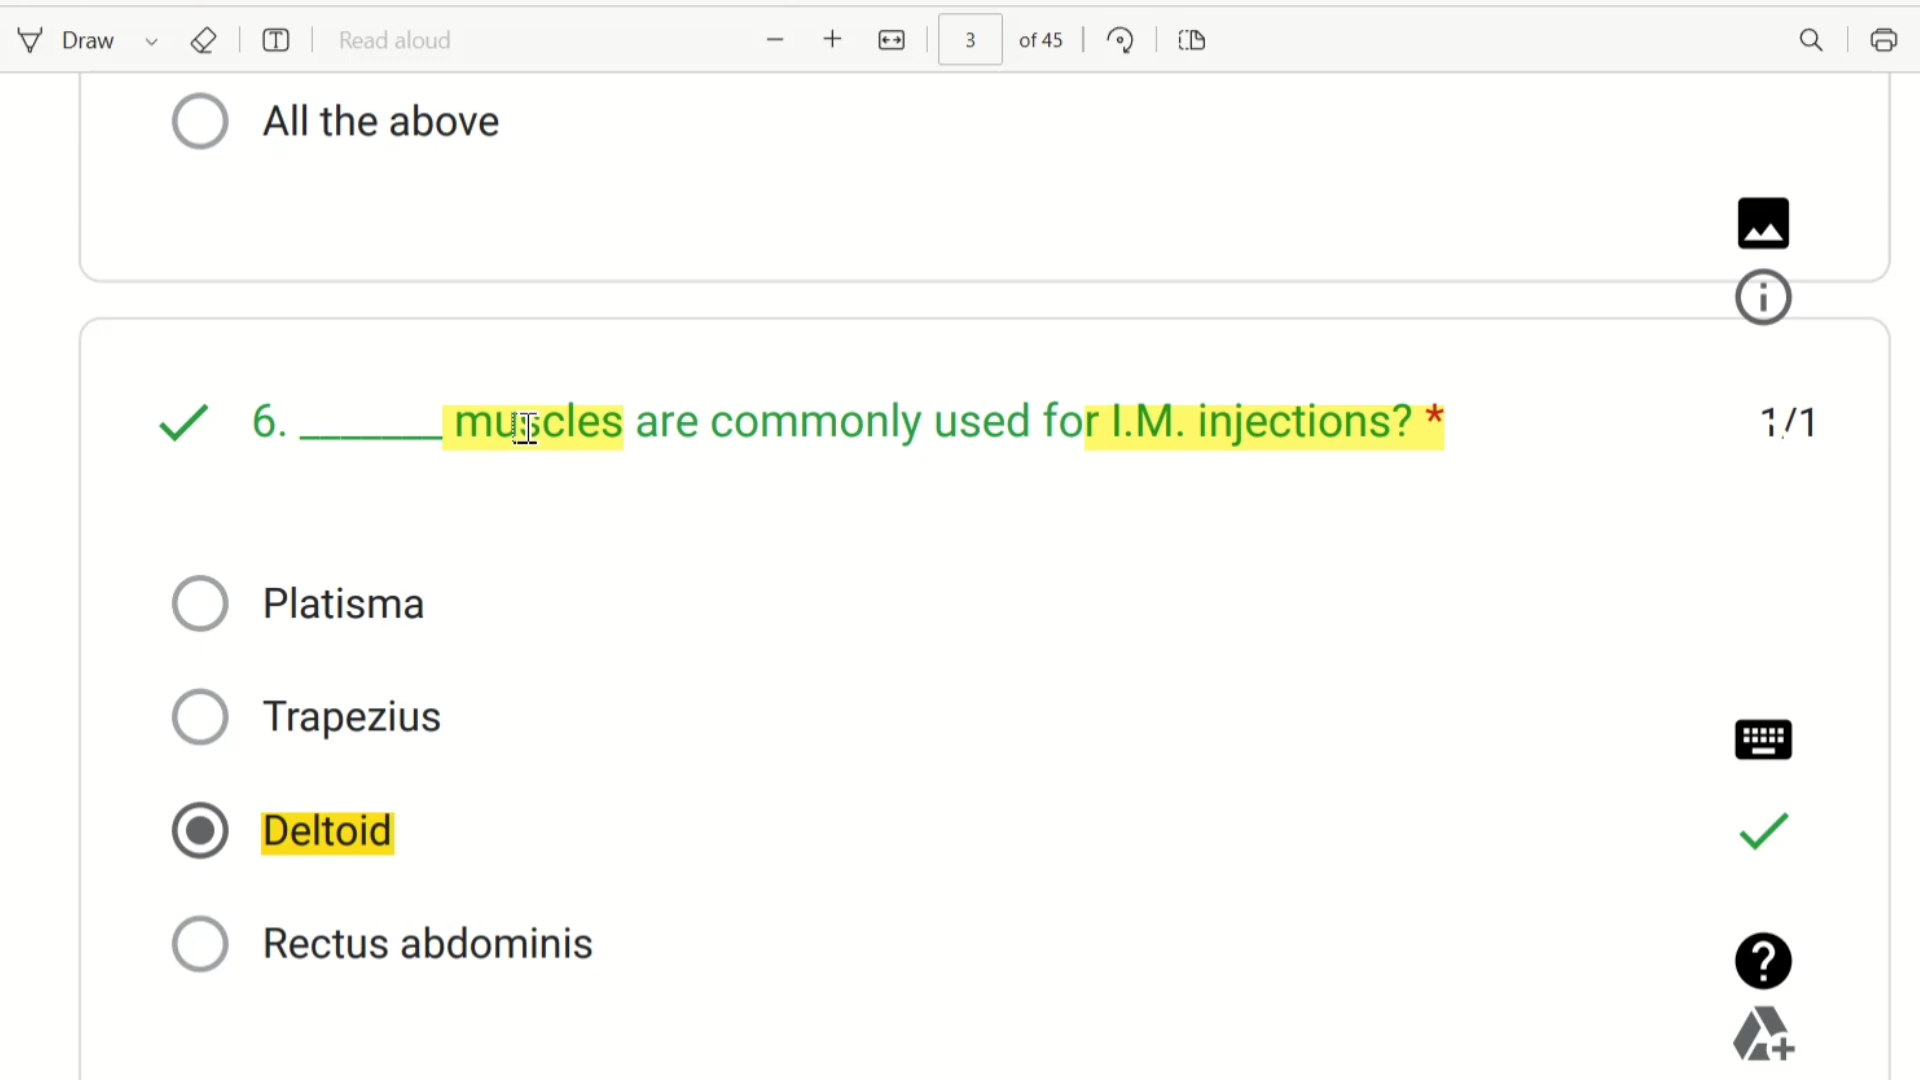 Draw Read aloud 3 of 45
All the above
6. _______ muscles are commonly used for I.M. injections? * 1/1
Platisma
Trapezius
Deltoid
Rectus abdominis